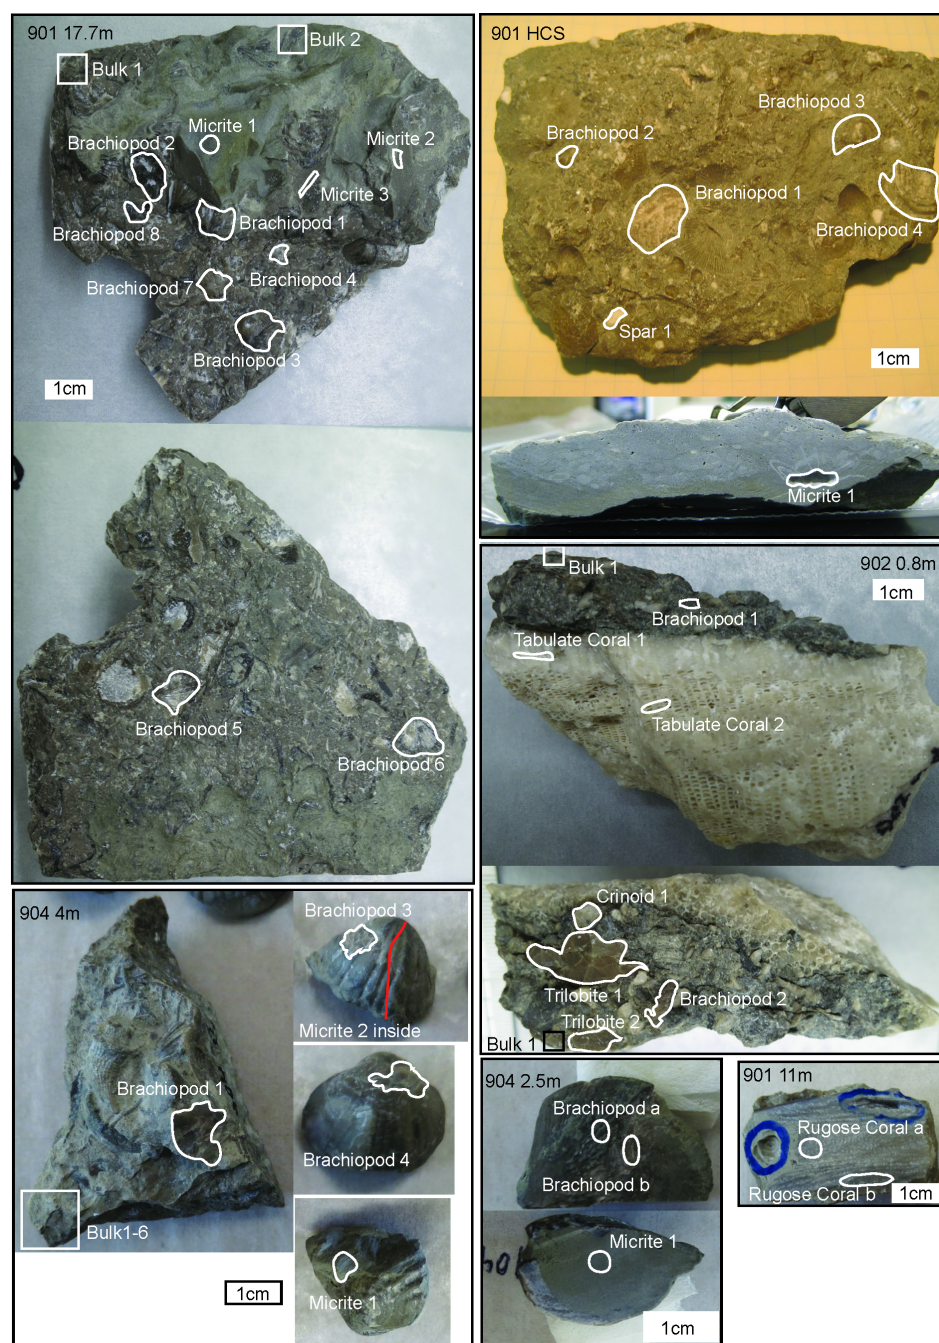 901 17.7m
Bulk 1
Bulk 2
Micrite 1
Micrite 2
Brachiopod 2
Micrite 3
Brachiopod 8
Brachiopod 1
Brachiopod 4
Brachiopod 7
Brachiopod 3
1cm
Brachiopod 5
Brachiopod 6
901 HCS
Brachiopod 3
Brachiopod 2
Brachiopod 1
Brachiopod 4
Spar 1
1cm
Micrite 1
902 0.8m
Bulk 1
1cm
Brachiopod 1
Tabulate Coral 1
Tabulate Coral 2
Crinoid 1
Trilobite 1
Brachiopod 2
Trilobite 2
Bulk 1
904 4m
Brachiopod 3
Micrite 2 inside
Brachiopod 1
Brachiopod 4
Bulk1-6
Micrite 1
1cm
904 2.5m
Brachiopod a
Brachiopod b
Micrite 1
1cm
901 11m
Rugose Coral a
Rugose Coral b
1cm